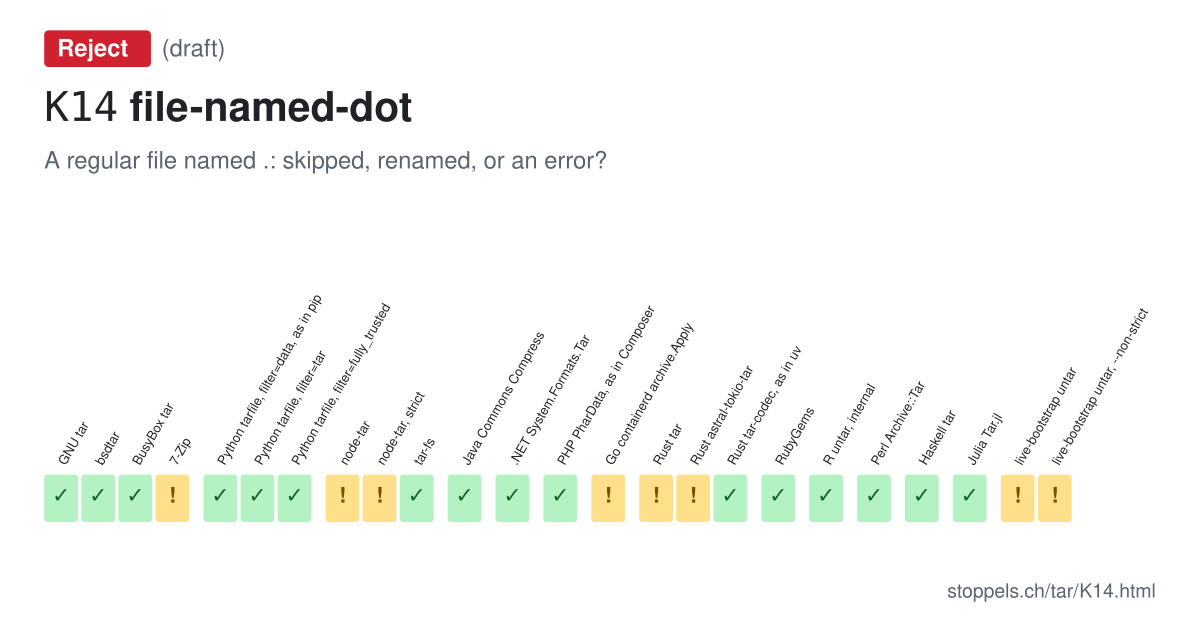 Reject (draft)
K14 file-named-dot
A regular file named .: skipped, renamed, or an error?
GNU tar
bsdtar
BusyBox tar
7-Zip
Python tarfile, filter=data, as in pip
Python tarfile, filter=tar
Python tarfile, filter=fully_trusted
node-tar
node-tar, strict
tar-fs
Java Commons Compress
.NET System.Formats.Tar
PHP PharData, as in Composer
Go containerd archive.Apply
Rust tar
Rust astral-tokio-tar
Rust tar-codec, as in uv
RubyGems
R untar, internal
Perl Archive::Tar
Haskell tar
Julia Tar.jl
live-bootstrap untar
live-bootstrap untar, --non-strict
✓ ✓ ✓ ! ✓ ✓ ✓ ! ! ✓ ✓ ✓ ✓ ! ! ! ✓ ✓ ✓ ✓ ✓ ✓ ! !
stoppels.ch/tar/K14.html